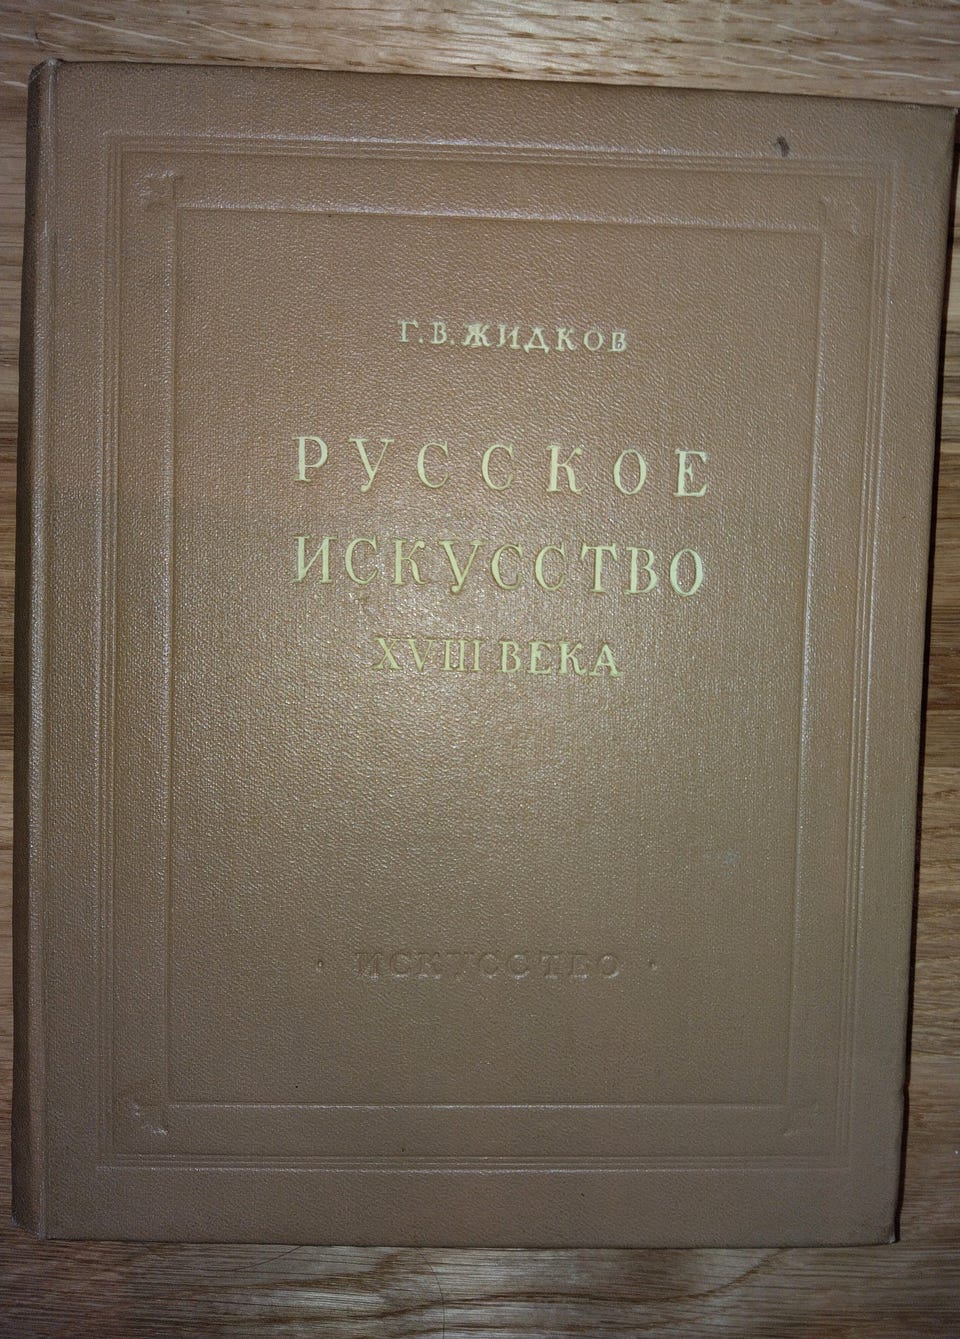 Г.В.ЖИДКОВ
РУССКОЕ
ИСКУССТВО
XVIII ВЕКА
· ИСКУССТВО ·